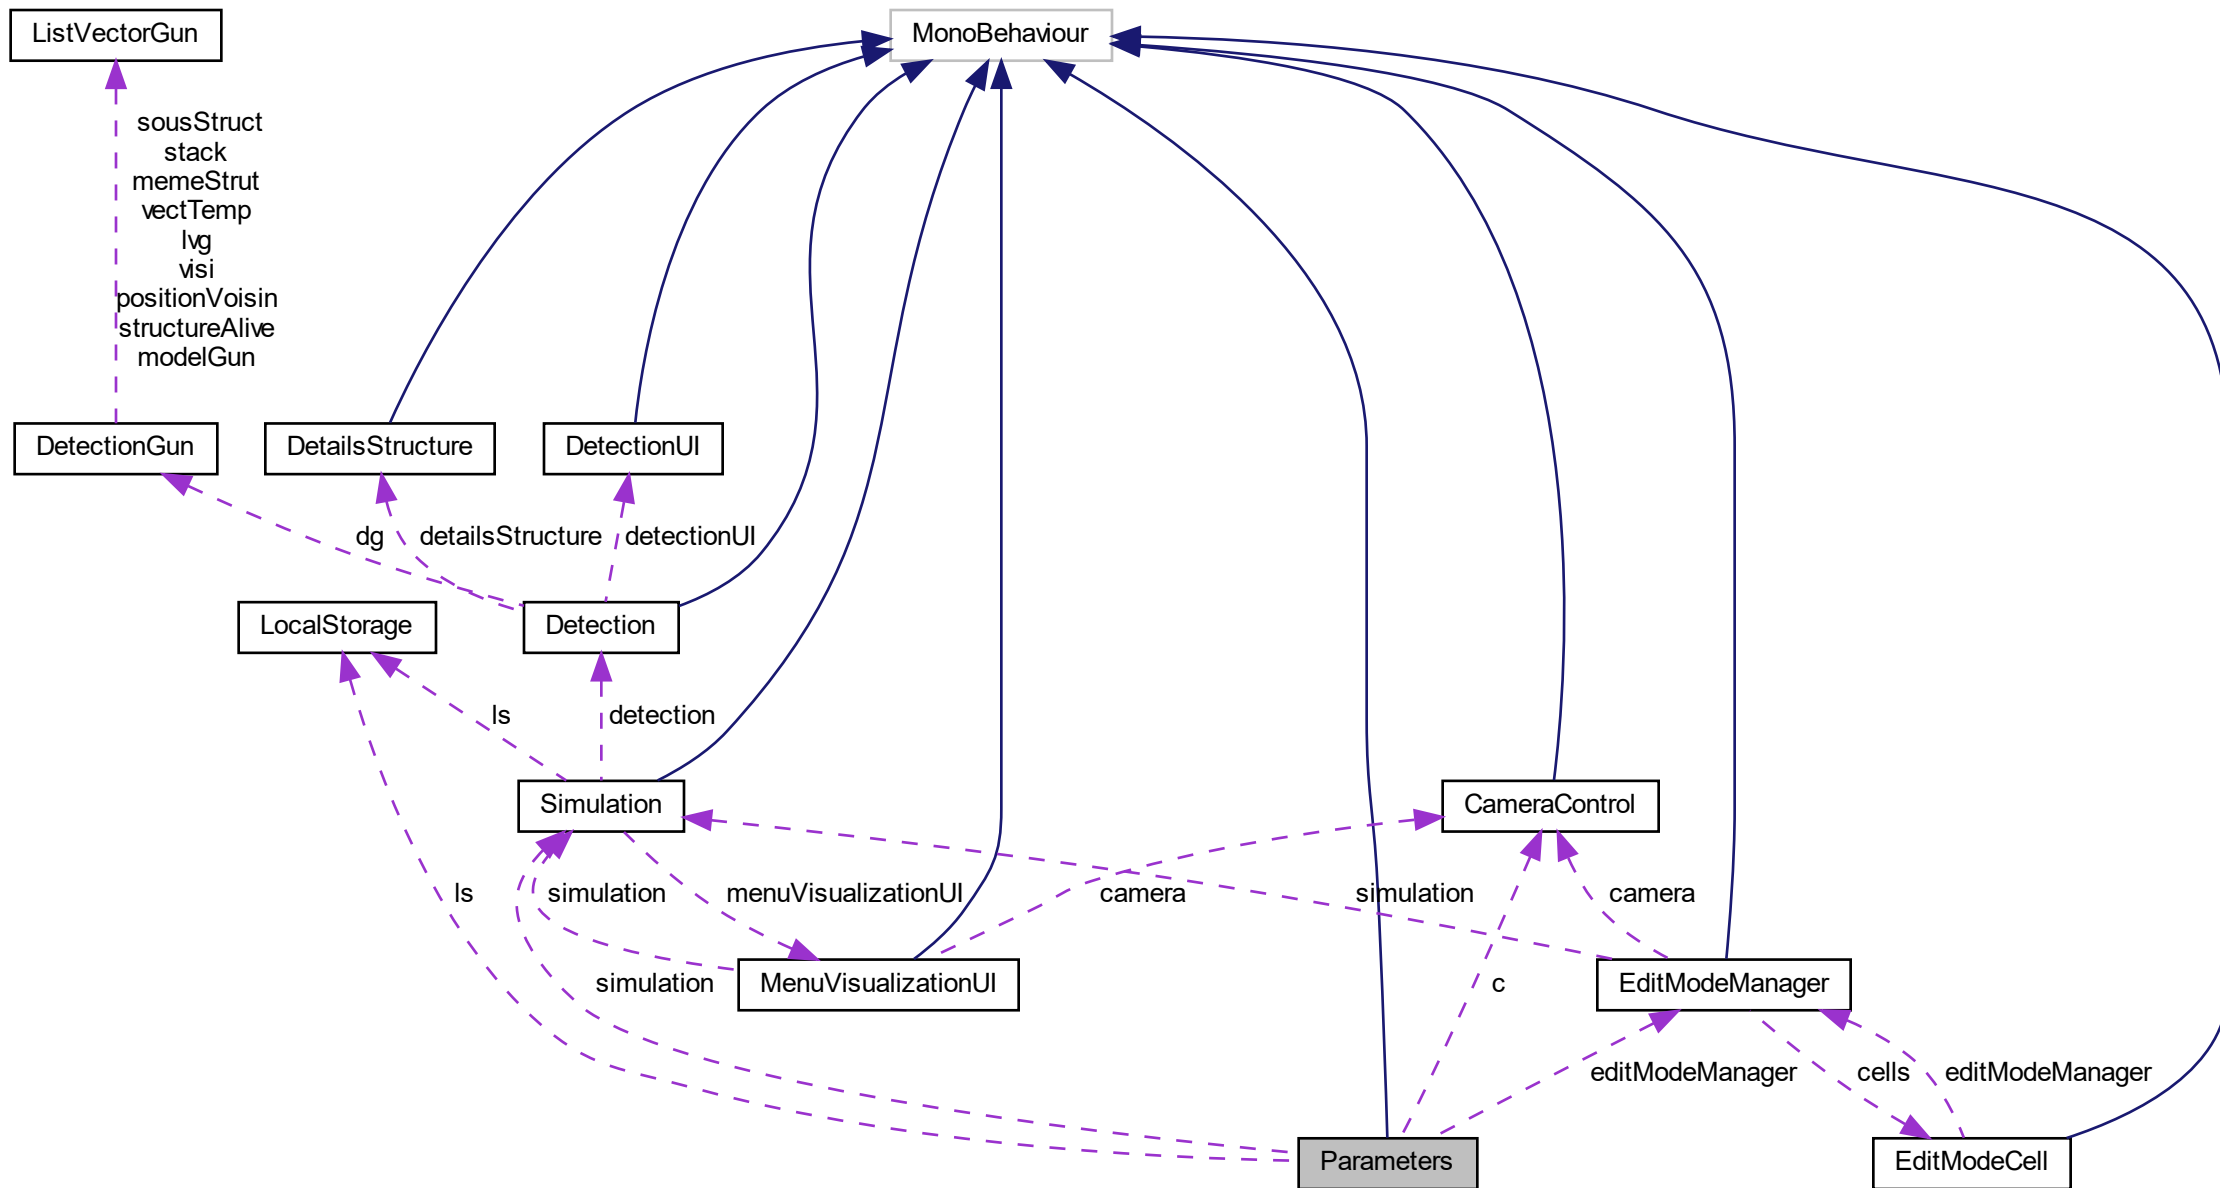 ListVectorGun
MonoBehaviour
sousStruct
stack
memeStrut
vectTemp
lvg
visi
positionVoisin
structureAlive
modelGun
DetectionGun
DetailsStructure
DetectionUI
dg
detailsStructure
detectionUI
LocalStorage
Detection
ls
detection
Simulation
CameraControl
ls
simulation
menuVisualizationUI
camera
simulation
camera
simulation
MenuVisualizationUI
c
EditModeManager
editModeManager
cells
editModeManager
Parameters
EditModeCell